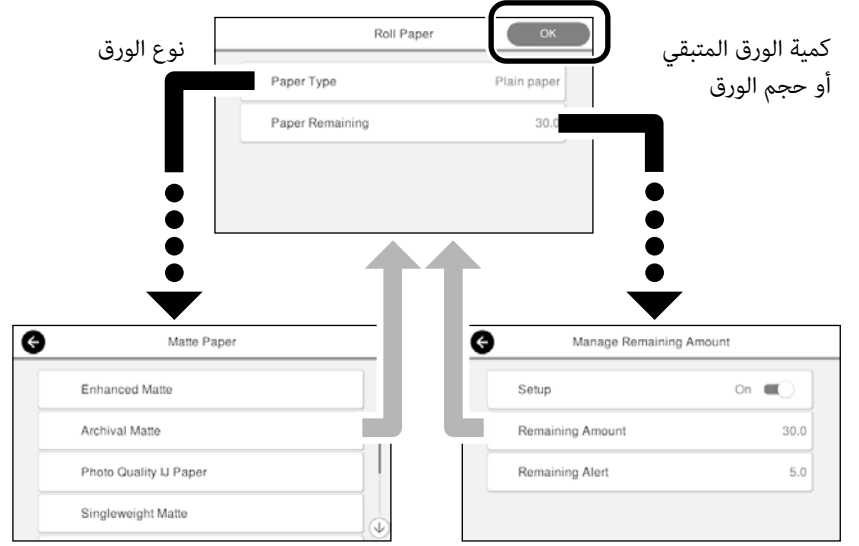 نوع الورق
كمية الورق المتبقي
أو حجم الورق
Roll Paper
OK
Paper Type
Plain paper
Paper Remaining
30.0
Matte Paper
Enhanced Matte
Archival Matte
Photo Quality IJ Paper
Singleweight Matte
Manage Remaining Amount
Setup
On
Remaining Amount
30.0
Remaining Alert
5.0